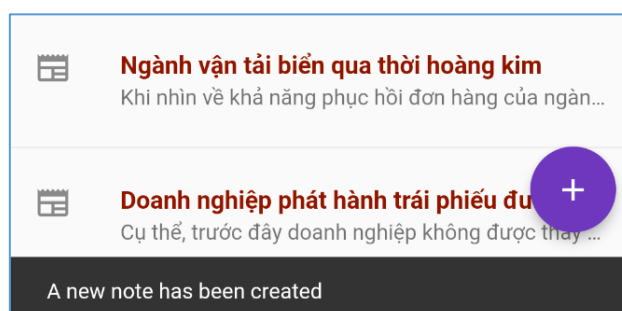 Ngành vận tải biển qua thời hoàng kim
Khi nhìn về khả năng phục hồi đơn hàng của ngàn...
Doanh nghiệp phát hành trái phiếu
Cụ thể, trước đây doanh nghiệp không được thay ...
A new note has been created